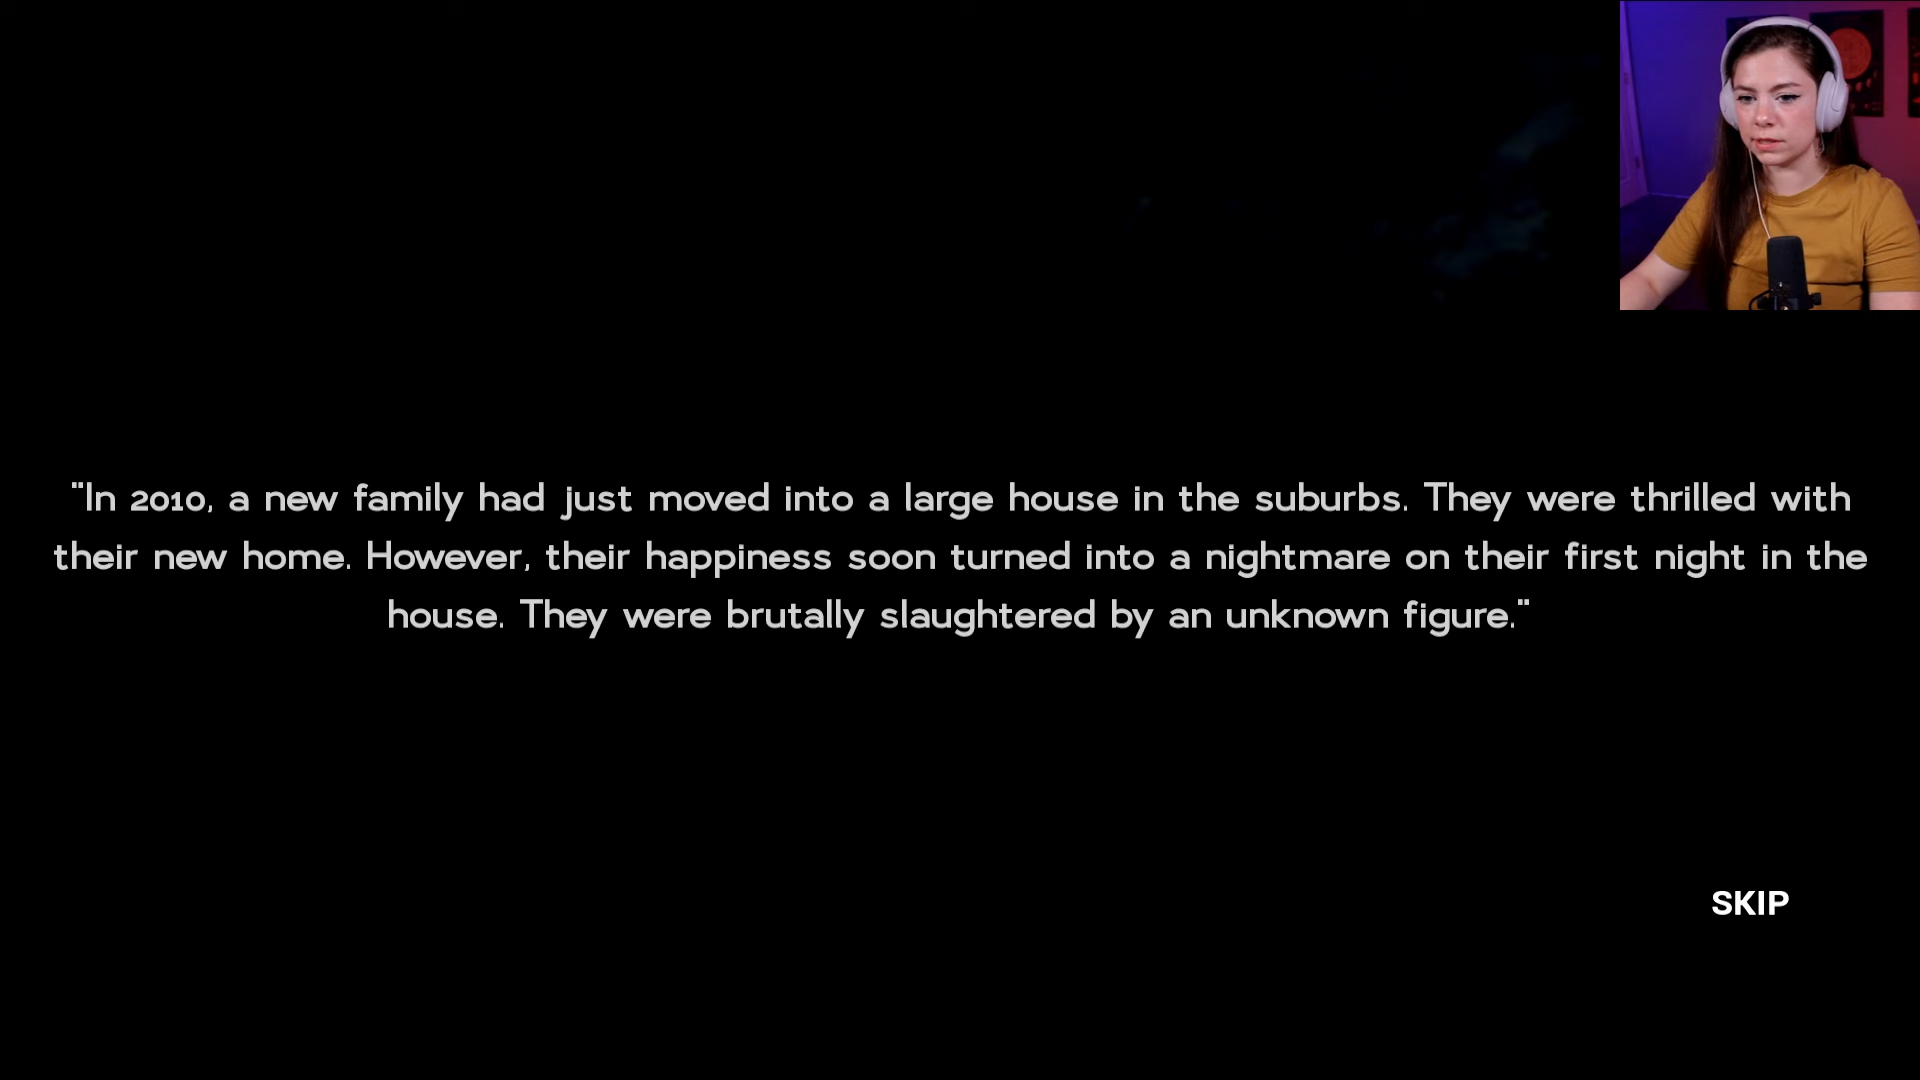 "In 2010, a new family had just moved into a large house in the suburbs. They were thrilled with
their new home. However, their happiness soon turned into a nightmare on their first night in the
house. They were brutally slaughtered by an unknown figure."
SKIP